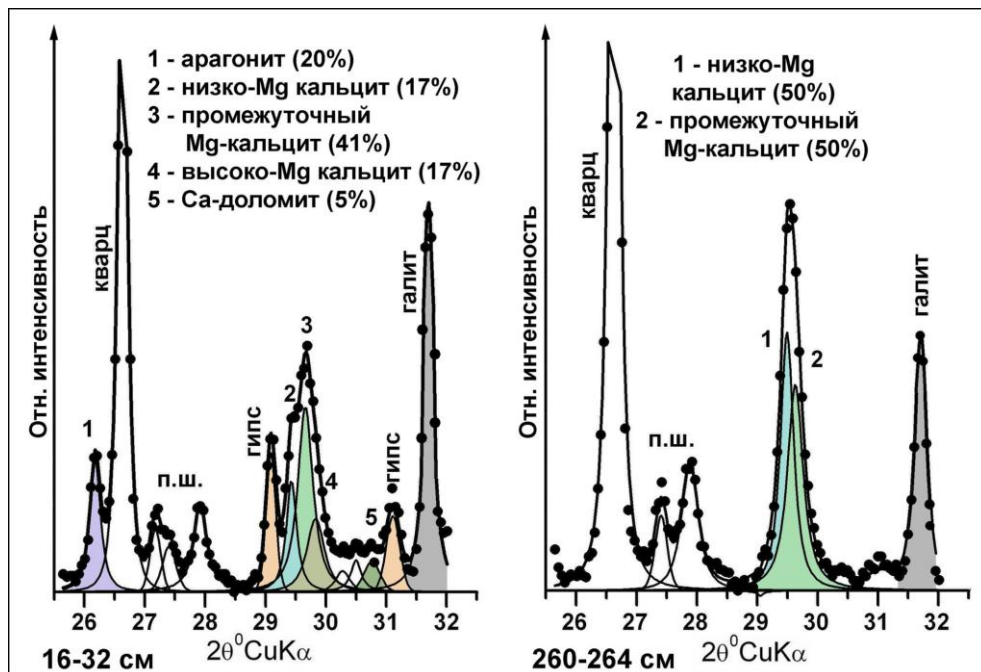 1 - арагонит (20%)
2 - низко-Mg кальцит (17%)
3 - промежуточный
Mg-кальцит (41%)
4 - высоко-Mg кальцит (17%)
5 - Са-доломит (5%)
Отн. интенсивность
кварц
1
п.ш.
гипс
2
3
4
5
гипс
галит
26 27 28 29 30 31 32
2θ⁰CuKα
16-32 см
1 - низко-Mg
кальцит (50%)
2 - промежуточный
Mg-кальцит (50%)
Отн. интенсивность
кварц
п.ш.
1
2
галит
26 27 28 29 30 31 32
2θ⁰CuKα
260-264 см